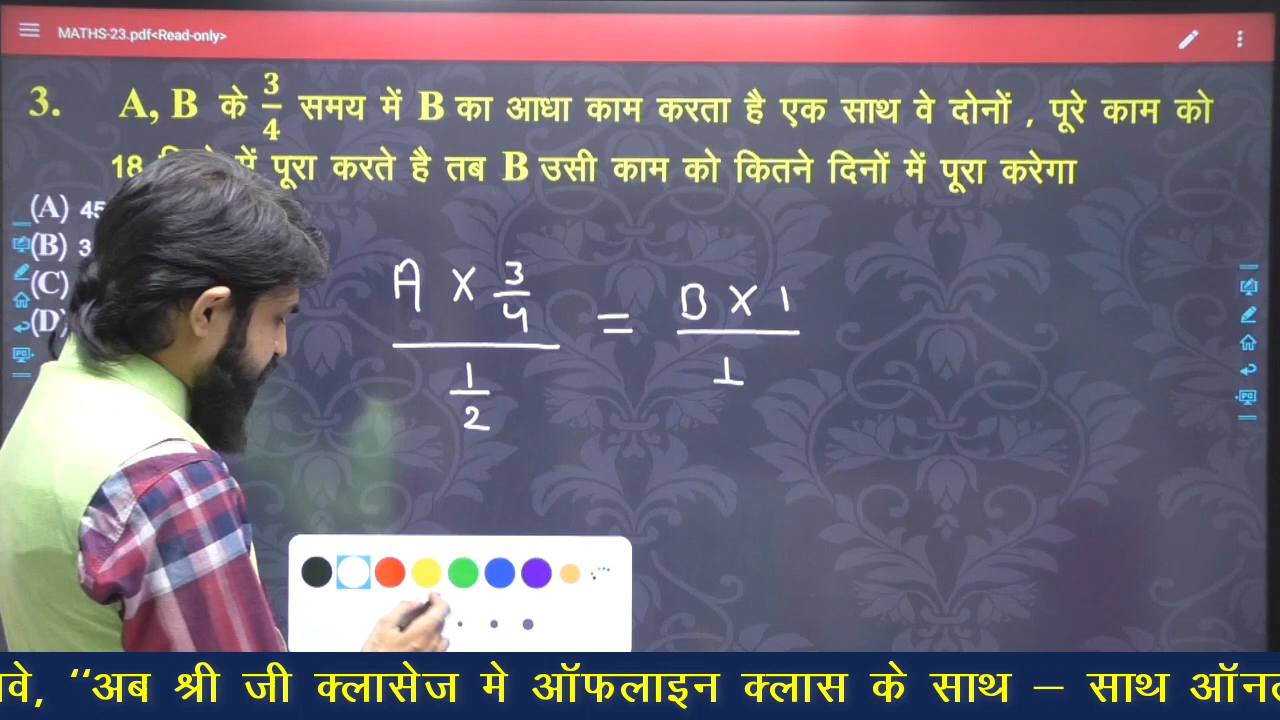 MATHS-23.pdf<Read-only>
3. A, B के 3/4 समय में B का आधा काम करता है एक साथ वे दोनों , पूरे काम को
18 में पूरा करते है तब B उसी काम को कितने दिनों में पूरा करेगा
(A) 45
(B) 3
(C)
(D)
A × 3/4 / 1/2 = B × 1 / 1
वे, ‘‘अब श्री जी क्लासेज मे ऑफलाइन क्लास के साथ – साथ